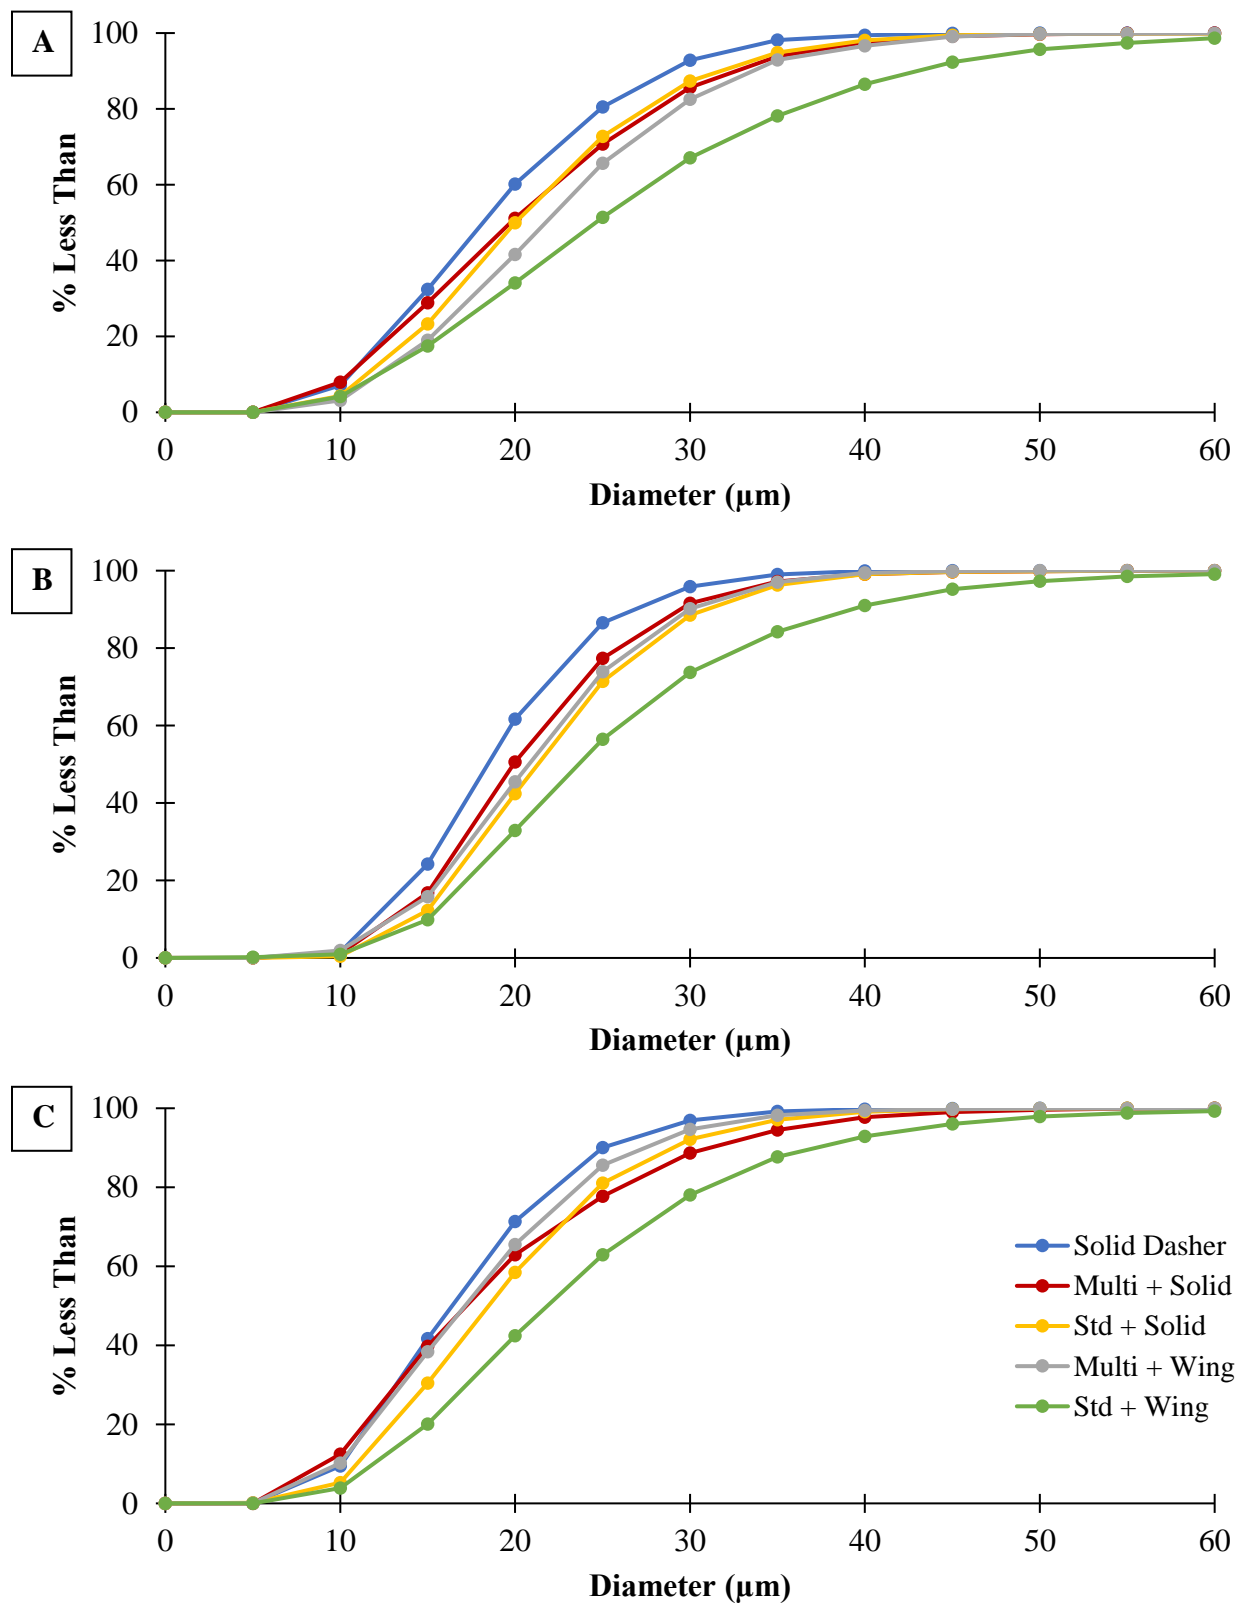 A
100
80
60
40
20
0
% Less Than
0 10 20 30 40 50 60
Diameter (µm)
B
100
80
60
40
20
0
% Less Than
0 10 20 30 40 50 60
Diameter (µm)
C
100
80
60
40
20
0
% Less Than
Solid Dasher
Multi + Solid
Std + Solid
Multi + Wing
Std + Wing
0 10 20 30 40 50 60
Diameter (µm)